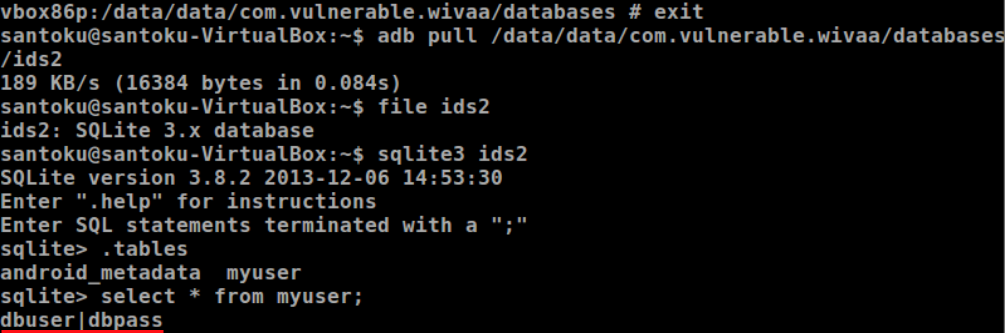 vbox86p:/data/data/com.vulnerable.wivaa/databases # exit
santoku@santoku-VirtualBox:~$ adb pull /data/data/com.vulnerable.wivaa/databases
/ids2
189 KB/s (16384 bytes in 0.084s)
santoku@santoku-VirtualBox:~$ file ids2
ids2: SQLite 3.x database
santoku@santoku-VirtualBox:~$ sqlite3 ids2
SQLite version 3.8.2 2013-12-06 14:53:30
Enter ".help" for instructions
Enter SQL statements terminated with a ";"
sqlite> .tables
android_metadata  myuser
sqlite> select * from myuser;
dbuser|dbpass